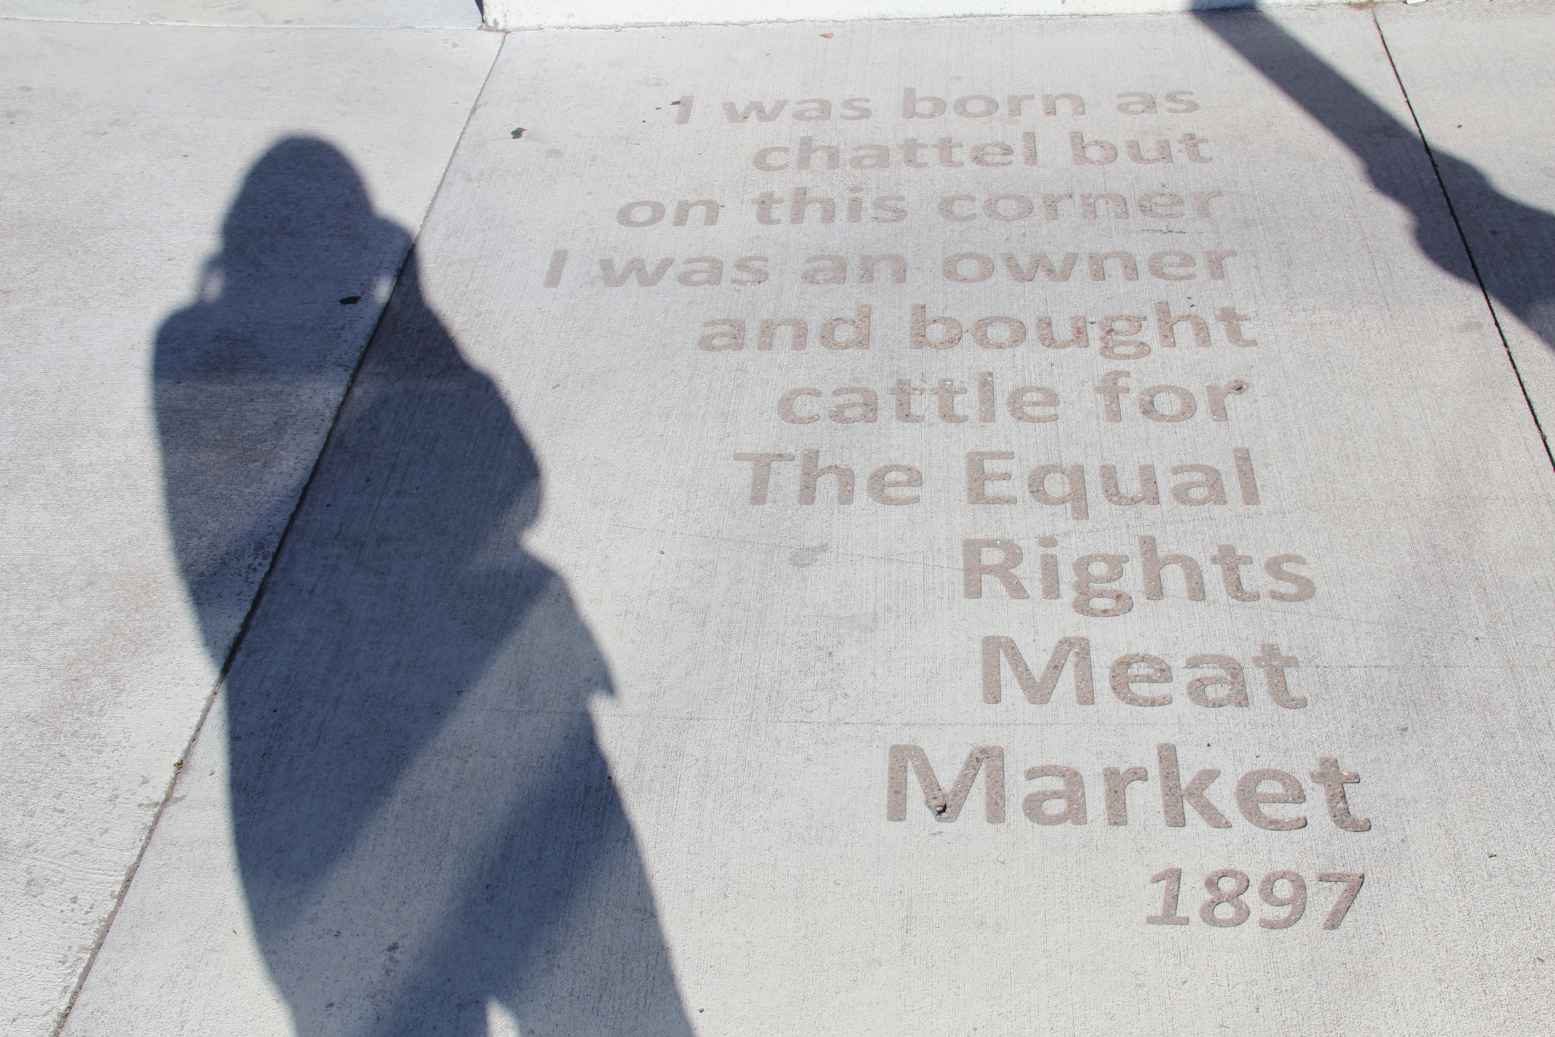 I was born as
chattel but
on this corner
I was an owner
and bought
cattle for
The Equal
Rights
Meat
Market
1897